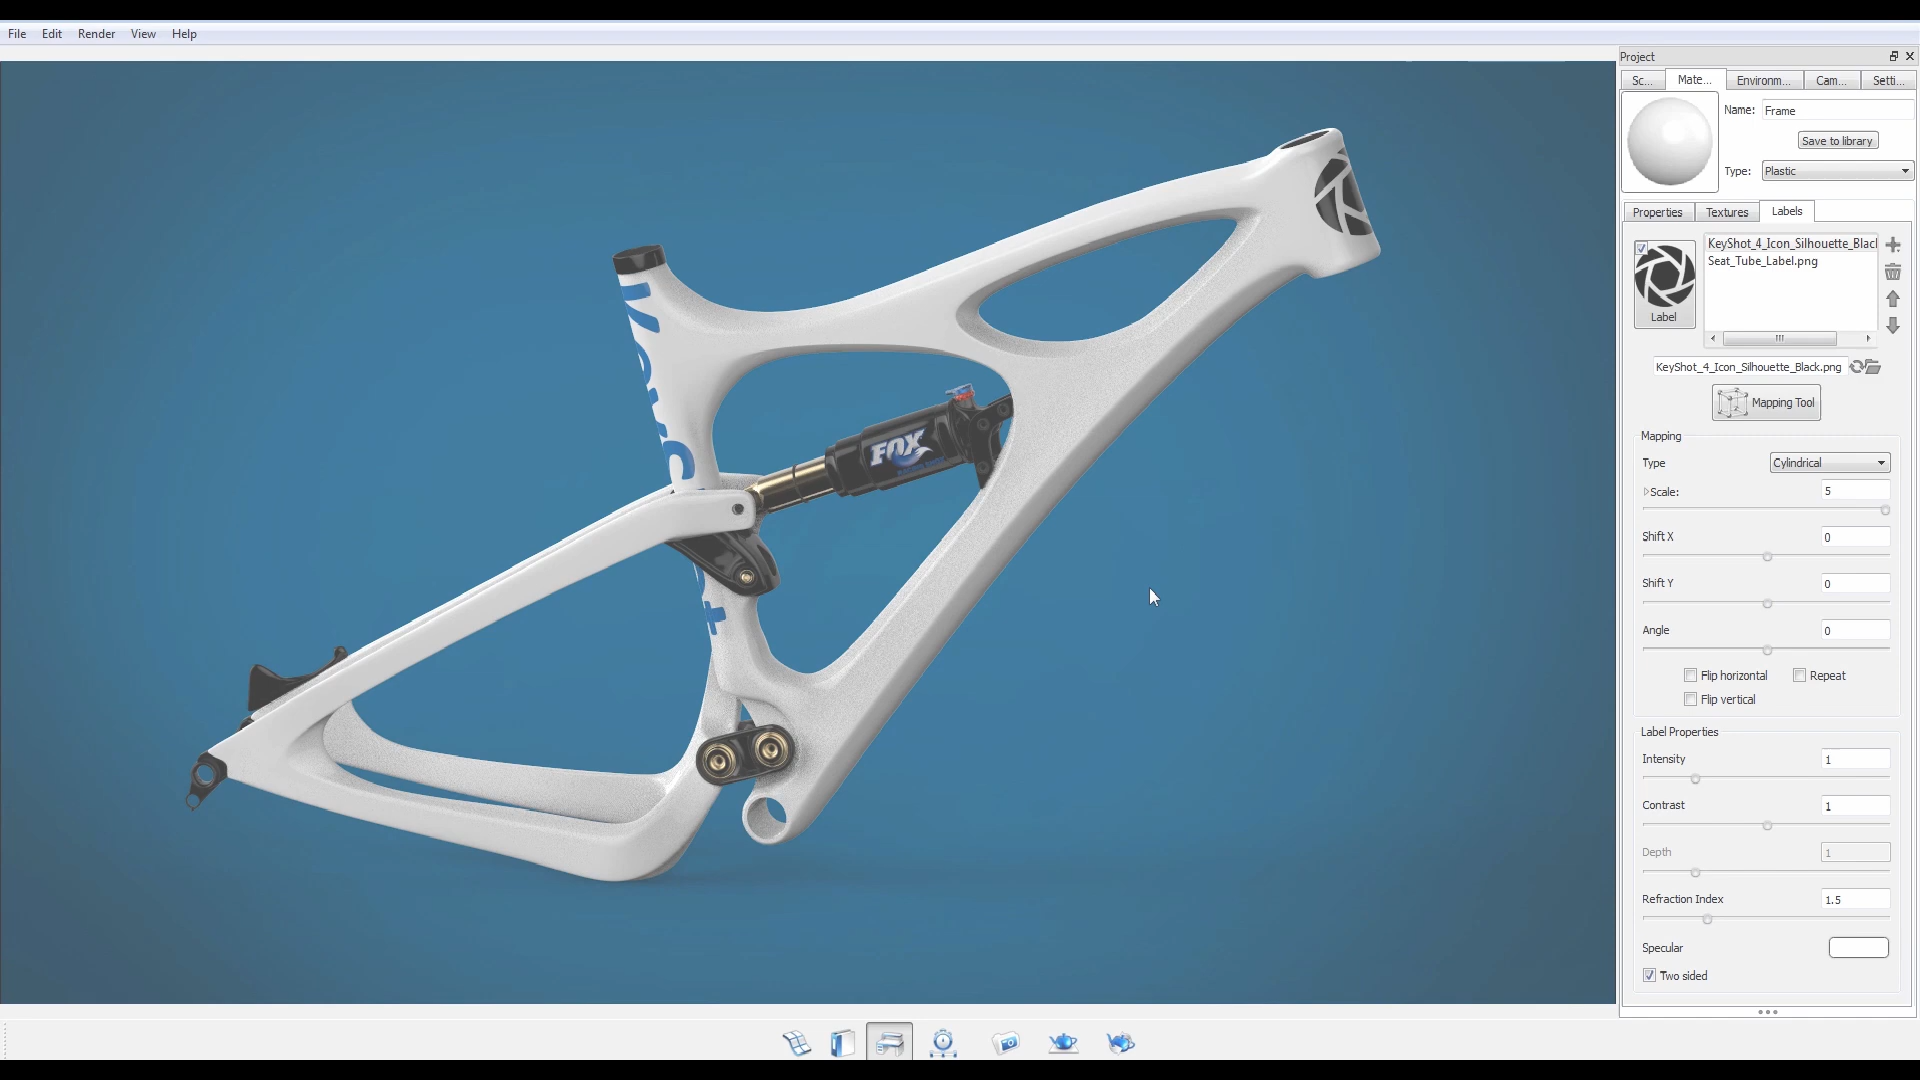 File Edit Render View Help
Project
Sc... Mate... Environm... Cam... Setti...
Name: Frame
Save to library
Type: Plastic
Properties Textures Labels
KeyShot_4_Icon_Silhouette_Blac
Seat_Tube_Label.png
Label
KeyShot_4_Icon_Silhouette_Black.png
Mapping Tool
Mapping
Type Cylindrical
Scale: 5
Shift X 0
Shift Y 0
Angle 0
Flip horizontal Repeat
Flip vertical
Label Properties
Intensity 1
Contrast 1
Depth 1
Refraction Index 1.5
Specular
Two sided
FOX